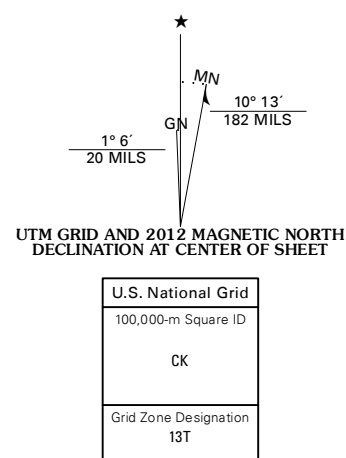 MN
GN
10° 13´
182 MILS
1° 6´
20 MILS
UTM GRID AND 2012 MAGNETIC NORTH
DECLINATION AT CENTER OF SHEET
U.S. National Grid
100,000-m Square ID
CK
Grid Zone Designation
13T